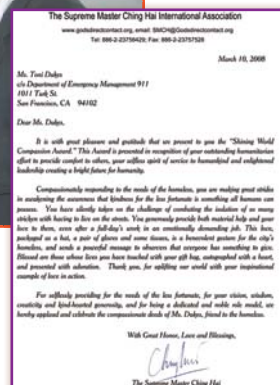 The Supreme Master Ching Hai International Association
www.godsdirectcontact.org, email: SMCH@Godsdirectcontact.org
Tel: 886-2-23756429; Fax: 886-2-23757528
March 10, 2008
Ms. Toni Dakes
c/o Department of Emergency Management 911
1011 Turk St.
San Francisco, CA 94102
Dear Ms. Dakes,
It is with great pleasure and gratitude that we present to you the "Shining World
Compassion Award." This Award is presented in recognition of your outstanding humanitarian
effort to provide comfort to others, your selfless spirit of service to humankind and enlightened
leadership creating a bright future for humanity.
Compassionately responding to the needs of the homeless, you are making great strides
in awakening the awareness that kindness for the less fortunate is something all humans can
possess. You have silently taken on the challenge of combating the isolation of so many
stricken with having to live on the streets. You generously provide both material help and your
love to them, even after a full-day's work in an emotionally demanding job. This love,
packaged as a hat, a pair of gloves and some tissues, is a benevolent gesture for the city's
homeless, and sends a powerful message to observers that everyone has something to give.
Blessed are those whose lives you have touched with your gift bag, autographed with a heart,
and presented with adoration. Thank you, for uplifting our world with your inspirational
example of love in action.
For selflessly providing for the needs of the less fortunate, for your vision, wisdom,
creativity and kind-hearted generosity, and for being a dedicated and noble role model, we
hereby applaud and celebrate the compassionate deeds of Ms. Dakes, friend to the homeless.
With Great Honor, Love and Blessings,
The Supreme Master Ching Hai